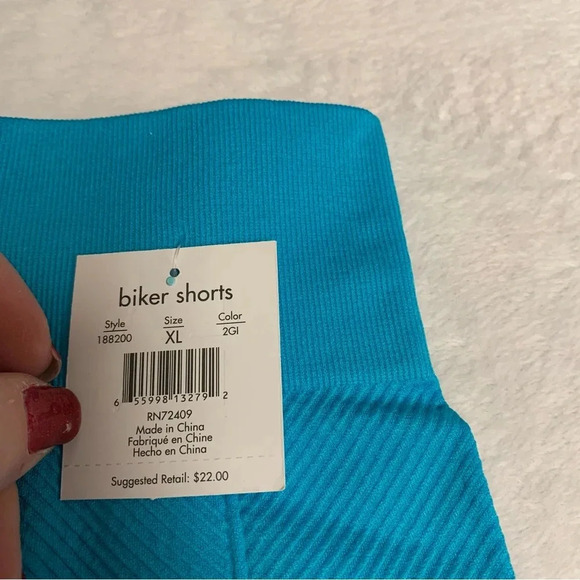 biker shorts
Style Size Color
188200 XL 2GI
6 55998 13279 2
RN72409
Made in China
Fabriqué en Chine
Hecho en China
Suggested Retail: $22.00